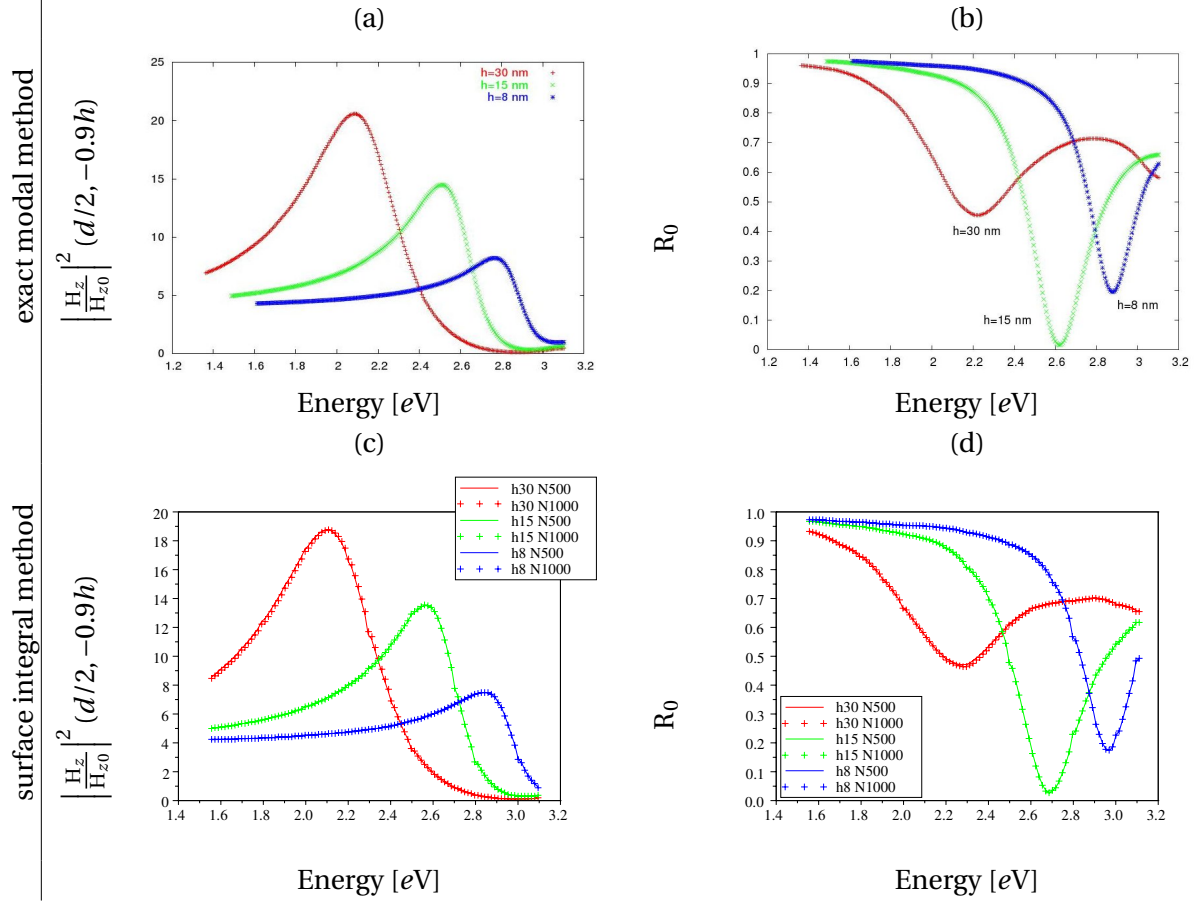 (a)
(b)
exact modal method
|H_z/H_z0|² (d/2, −0.9h)
25
20
15
10
5
0
h=30 nm
h=15 nm
h=8 nm
1.2 1.4 1.6 1.8 2 2.2 2.4 2.6 2.8 3 3.2
Energy [eV]
R₀
1
0.9
0.8
0.7
0.6
0.5
0.4
0.3
0.2
0.1
0
h=30 nm
h=15 nm
h=8 nm
1.2 1.4 1.6 1.8 2 2.2 2.4 2.6 2.8 3 3.2
Energy [eV]
(c)
(d)
surface integral method
|H_z/H_z0|² (d/2, −0.9h)
h30 N500
h30 N1000
h15 N500
h15 N1000
h8 N500
h8 N1000
20
18
16
14
12
10
8
6
4
2
0
1.4 1.6 1.8 2.0 2.2 2.4 2.6 2.8 3.0 3.2
Energy [eV]
R₀
1.0
0.9
0.8
0.7
0.6
0.5
0.4
0.3
0.2
0.1
0.0
h30 N500
h30 N1000
h15 N500
h15 N1000
h8 N500
h8 N1000
1.4 1.6 1.8 2.0 2.2 2.4 2.6 2.8 3.0 3.2
Energy [eV]